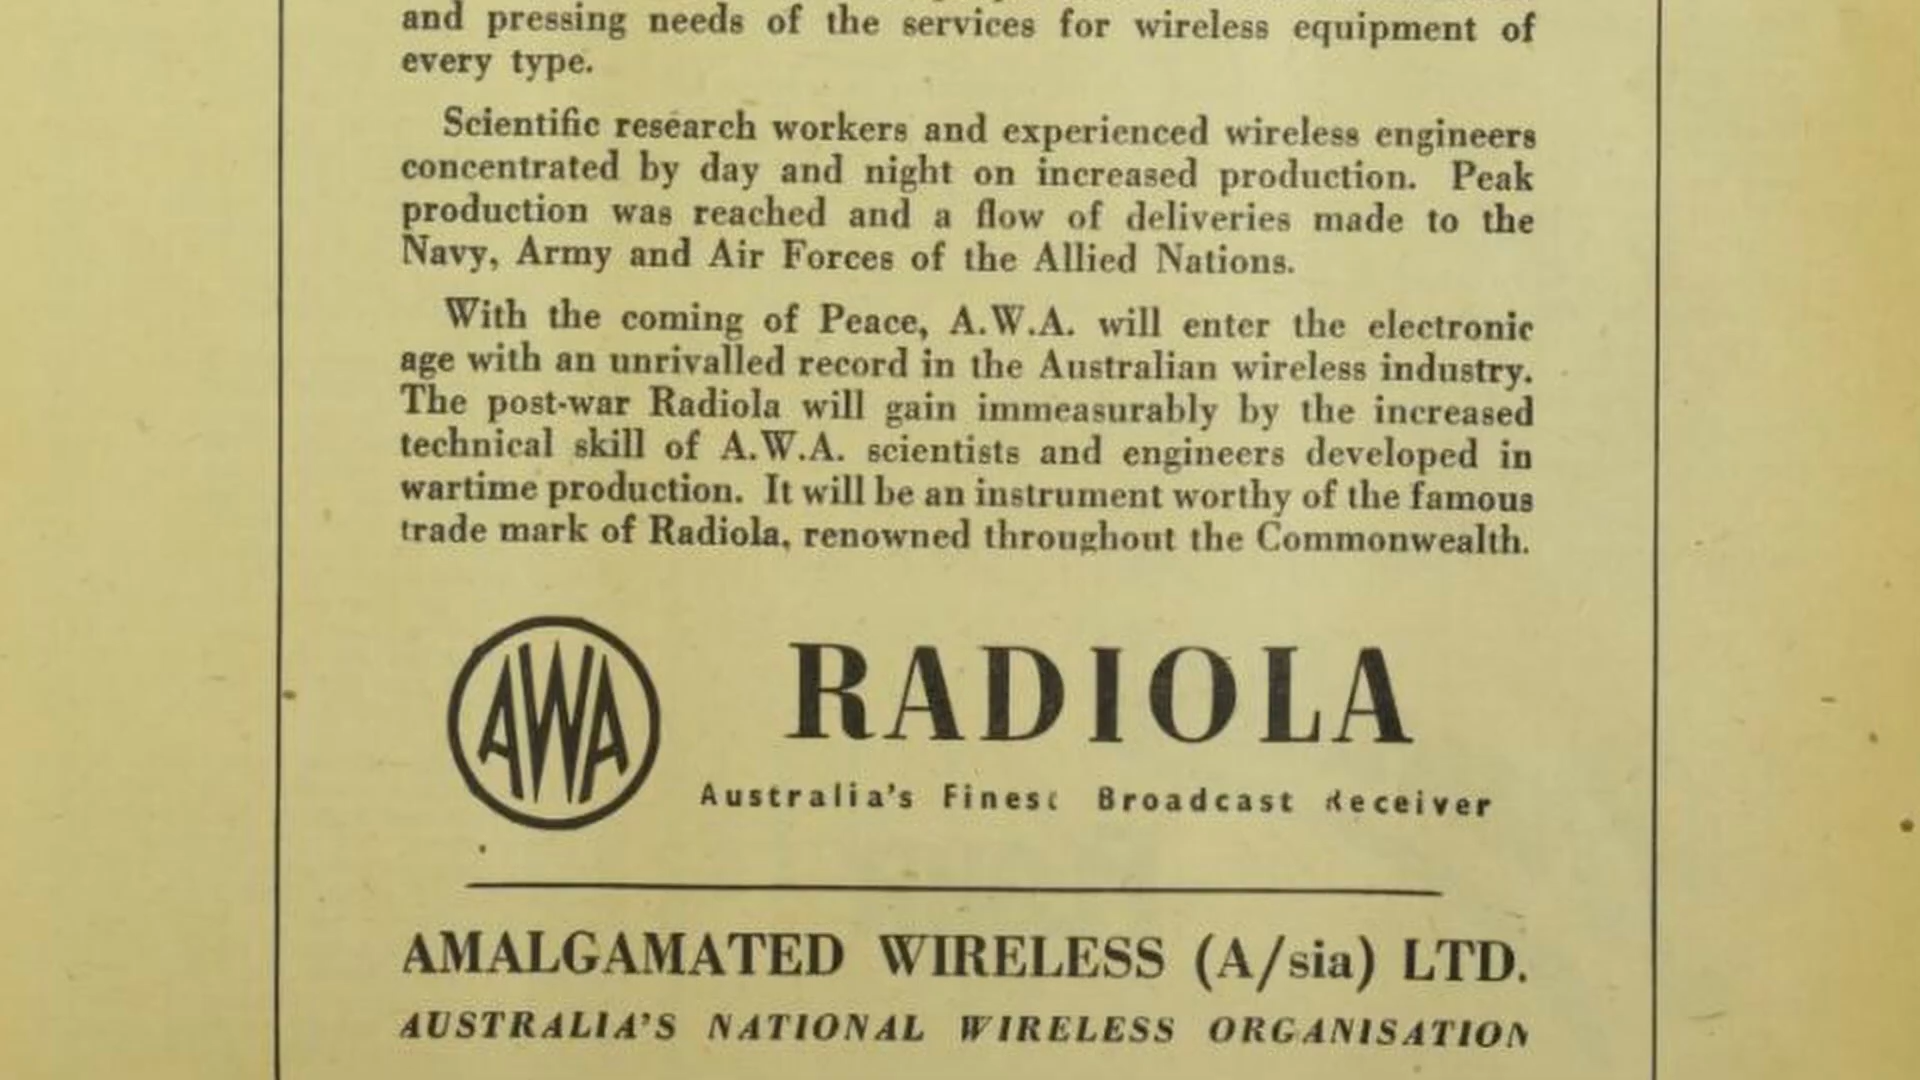 and pressing needs of the services for wireless equipment of
every type.
Scientific research workers and experienced wireless engineers
concentrated by day and night on increased production. Peak
production was reached and a flow of deliveries made to the
Navy, Army and Air Forces of the Allied Nations.
With the coming of Peace, A.W.A. will enter the electronic
age with an unrivalled record in the Australian wireless industry.
The post-war Radiola will gain immeasurably by the increased
technical skill of A.W.A. scientists and engineers developed in
wartime production. It will be an instrument worthy of the famous
trade mark of Radiola, renowned throughout the Commonwealth.
AWA
RADIOLA
Australia's Finest Broadcast Receiver
AMALGAMATED WIRELESS (A/sia) LTD.
AUSTRALIA'S NATIONAL WIRELESS ORGANISATION